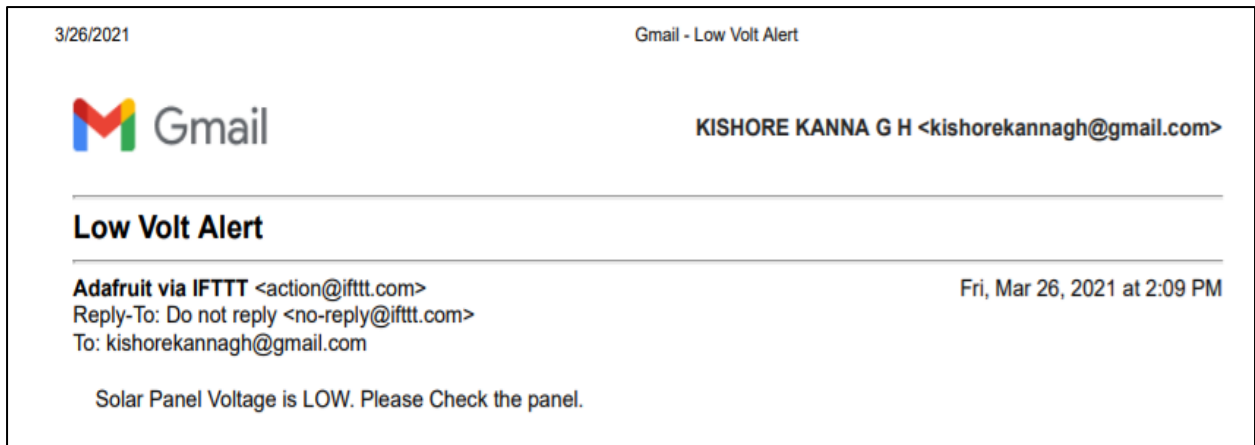 3/26/2021 Gmail - Low Volt Alert
Gmail KISHORE KANNA G H <kishorekannagh@gmail.com>
Low Volt Alert
Adafruit via IFTTT <action@ifttt.com> Fri, Mar 26, 2021 at 2:09 PM
Reply-To: Do not reply <no-reply@ifttt.com>
To: kishorekannagh@gmail.com
Solar Panel Voltage is LOW. Please Check the panel.